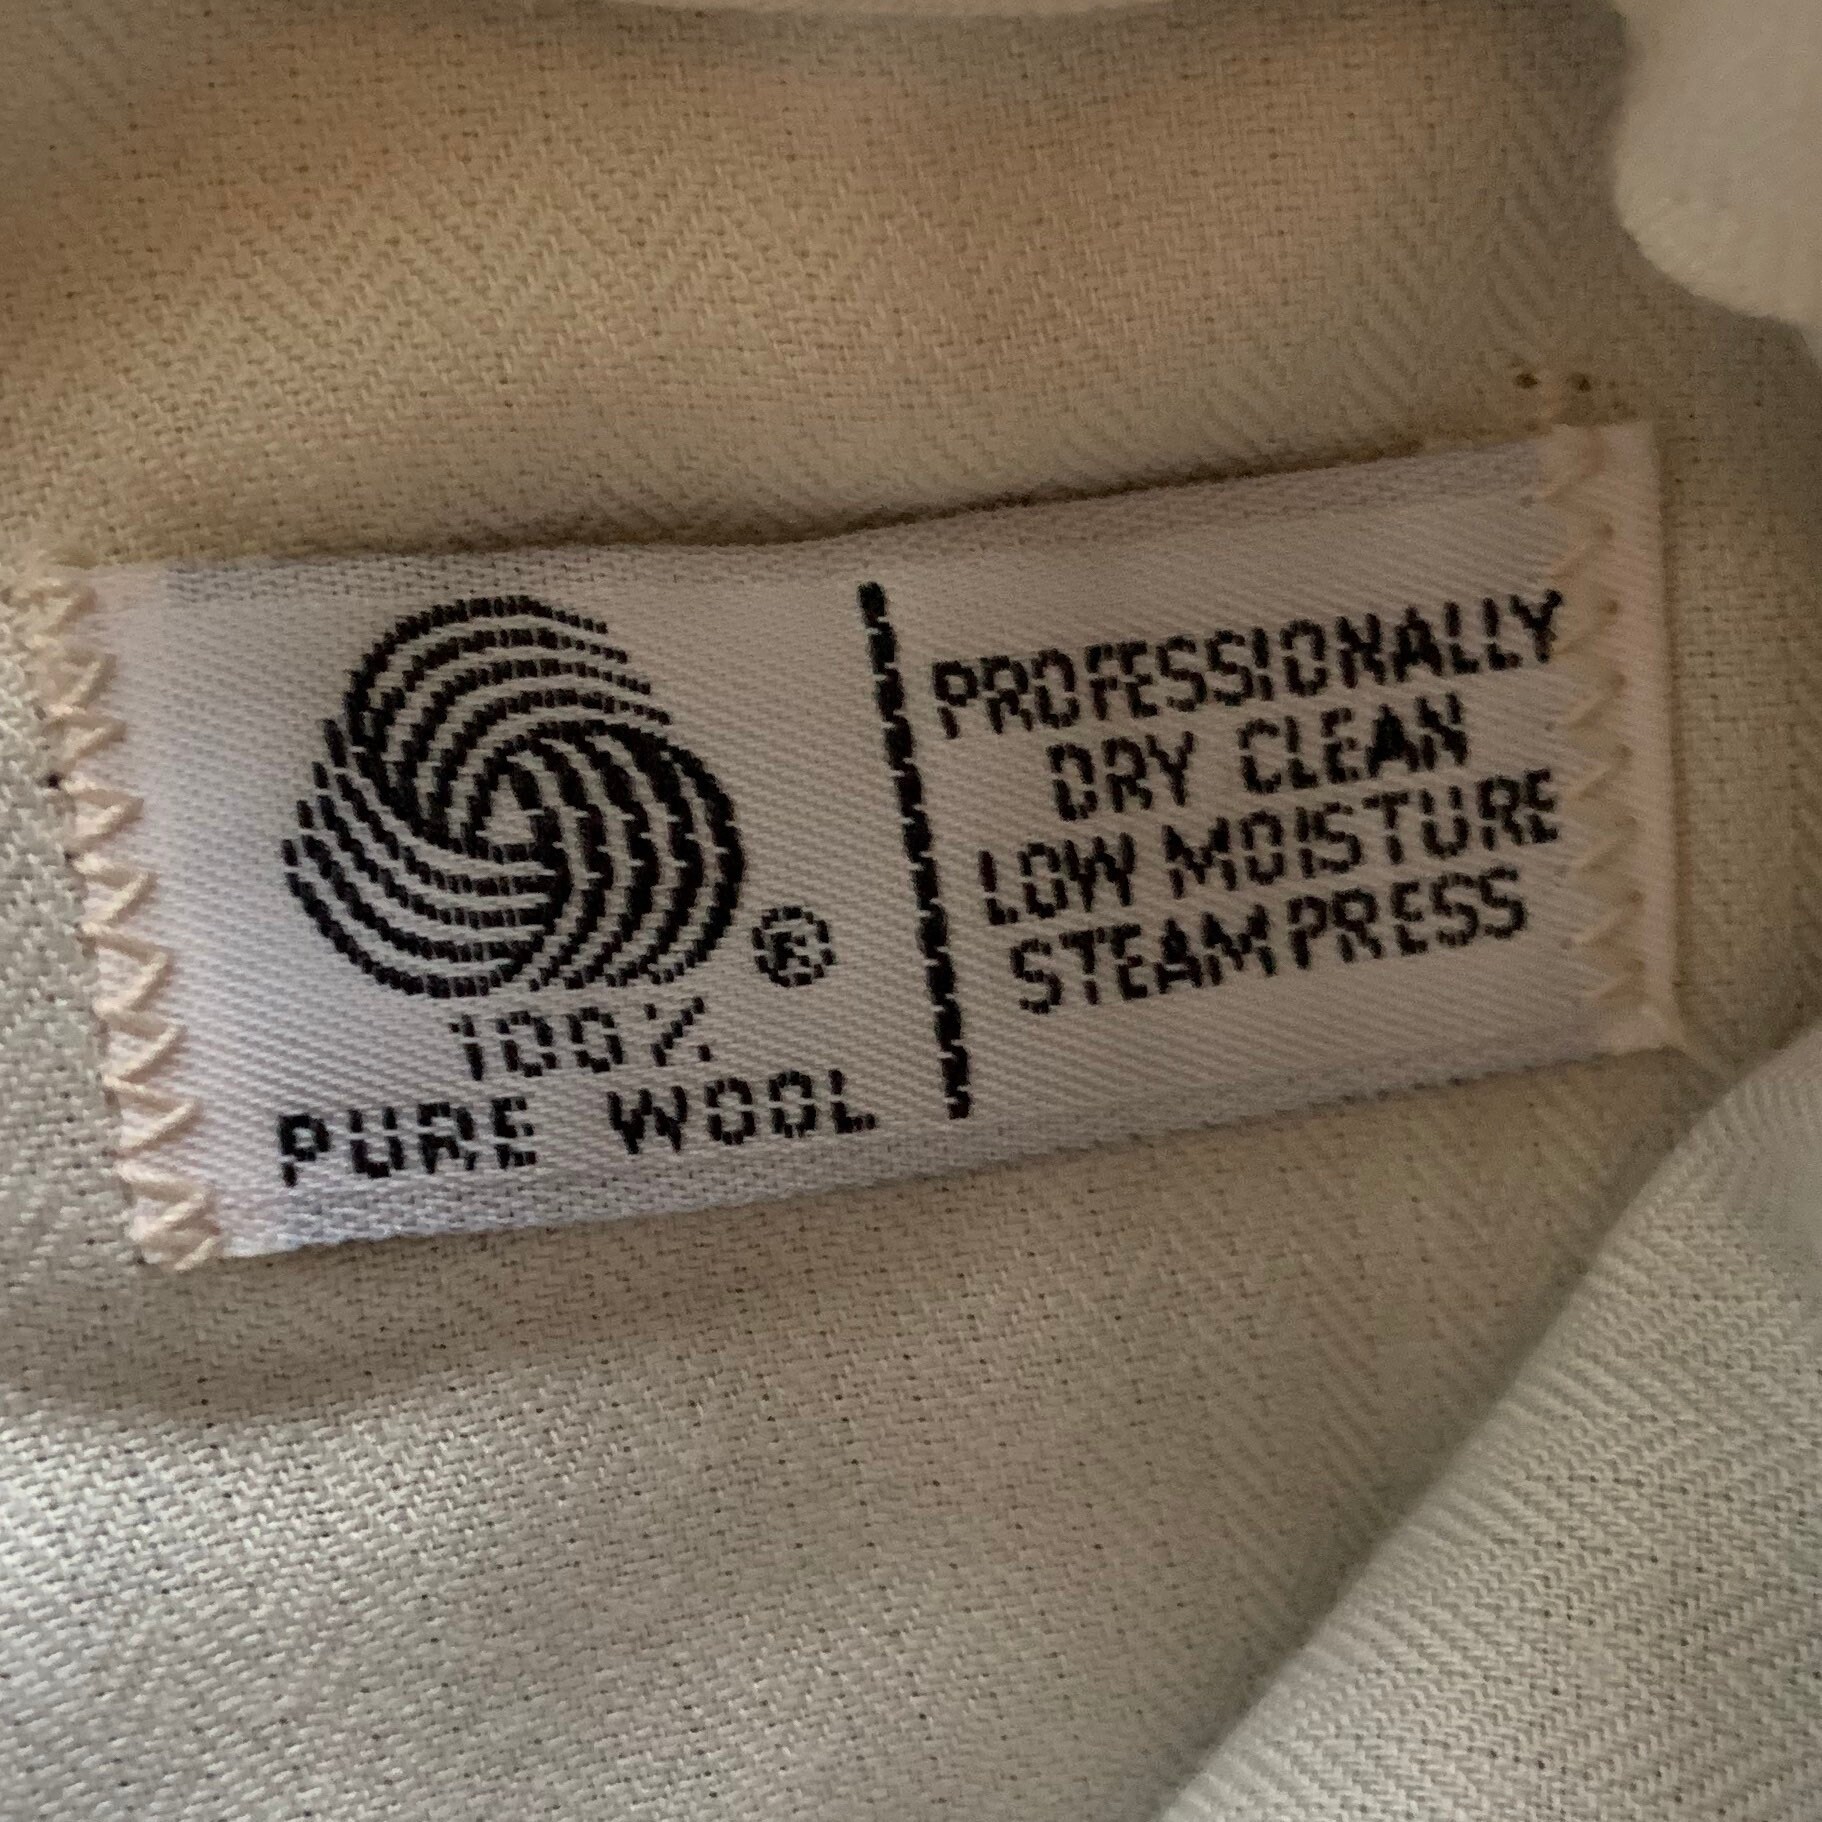 ®
100%
PURE WOOL
PROFESSIONALLY
DRY CLEAN
LOW MOISTURE
STEAM PRESS